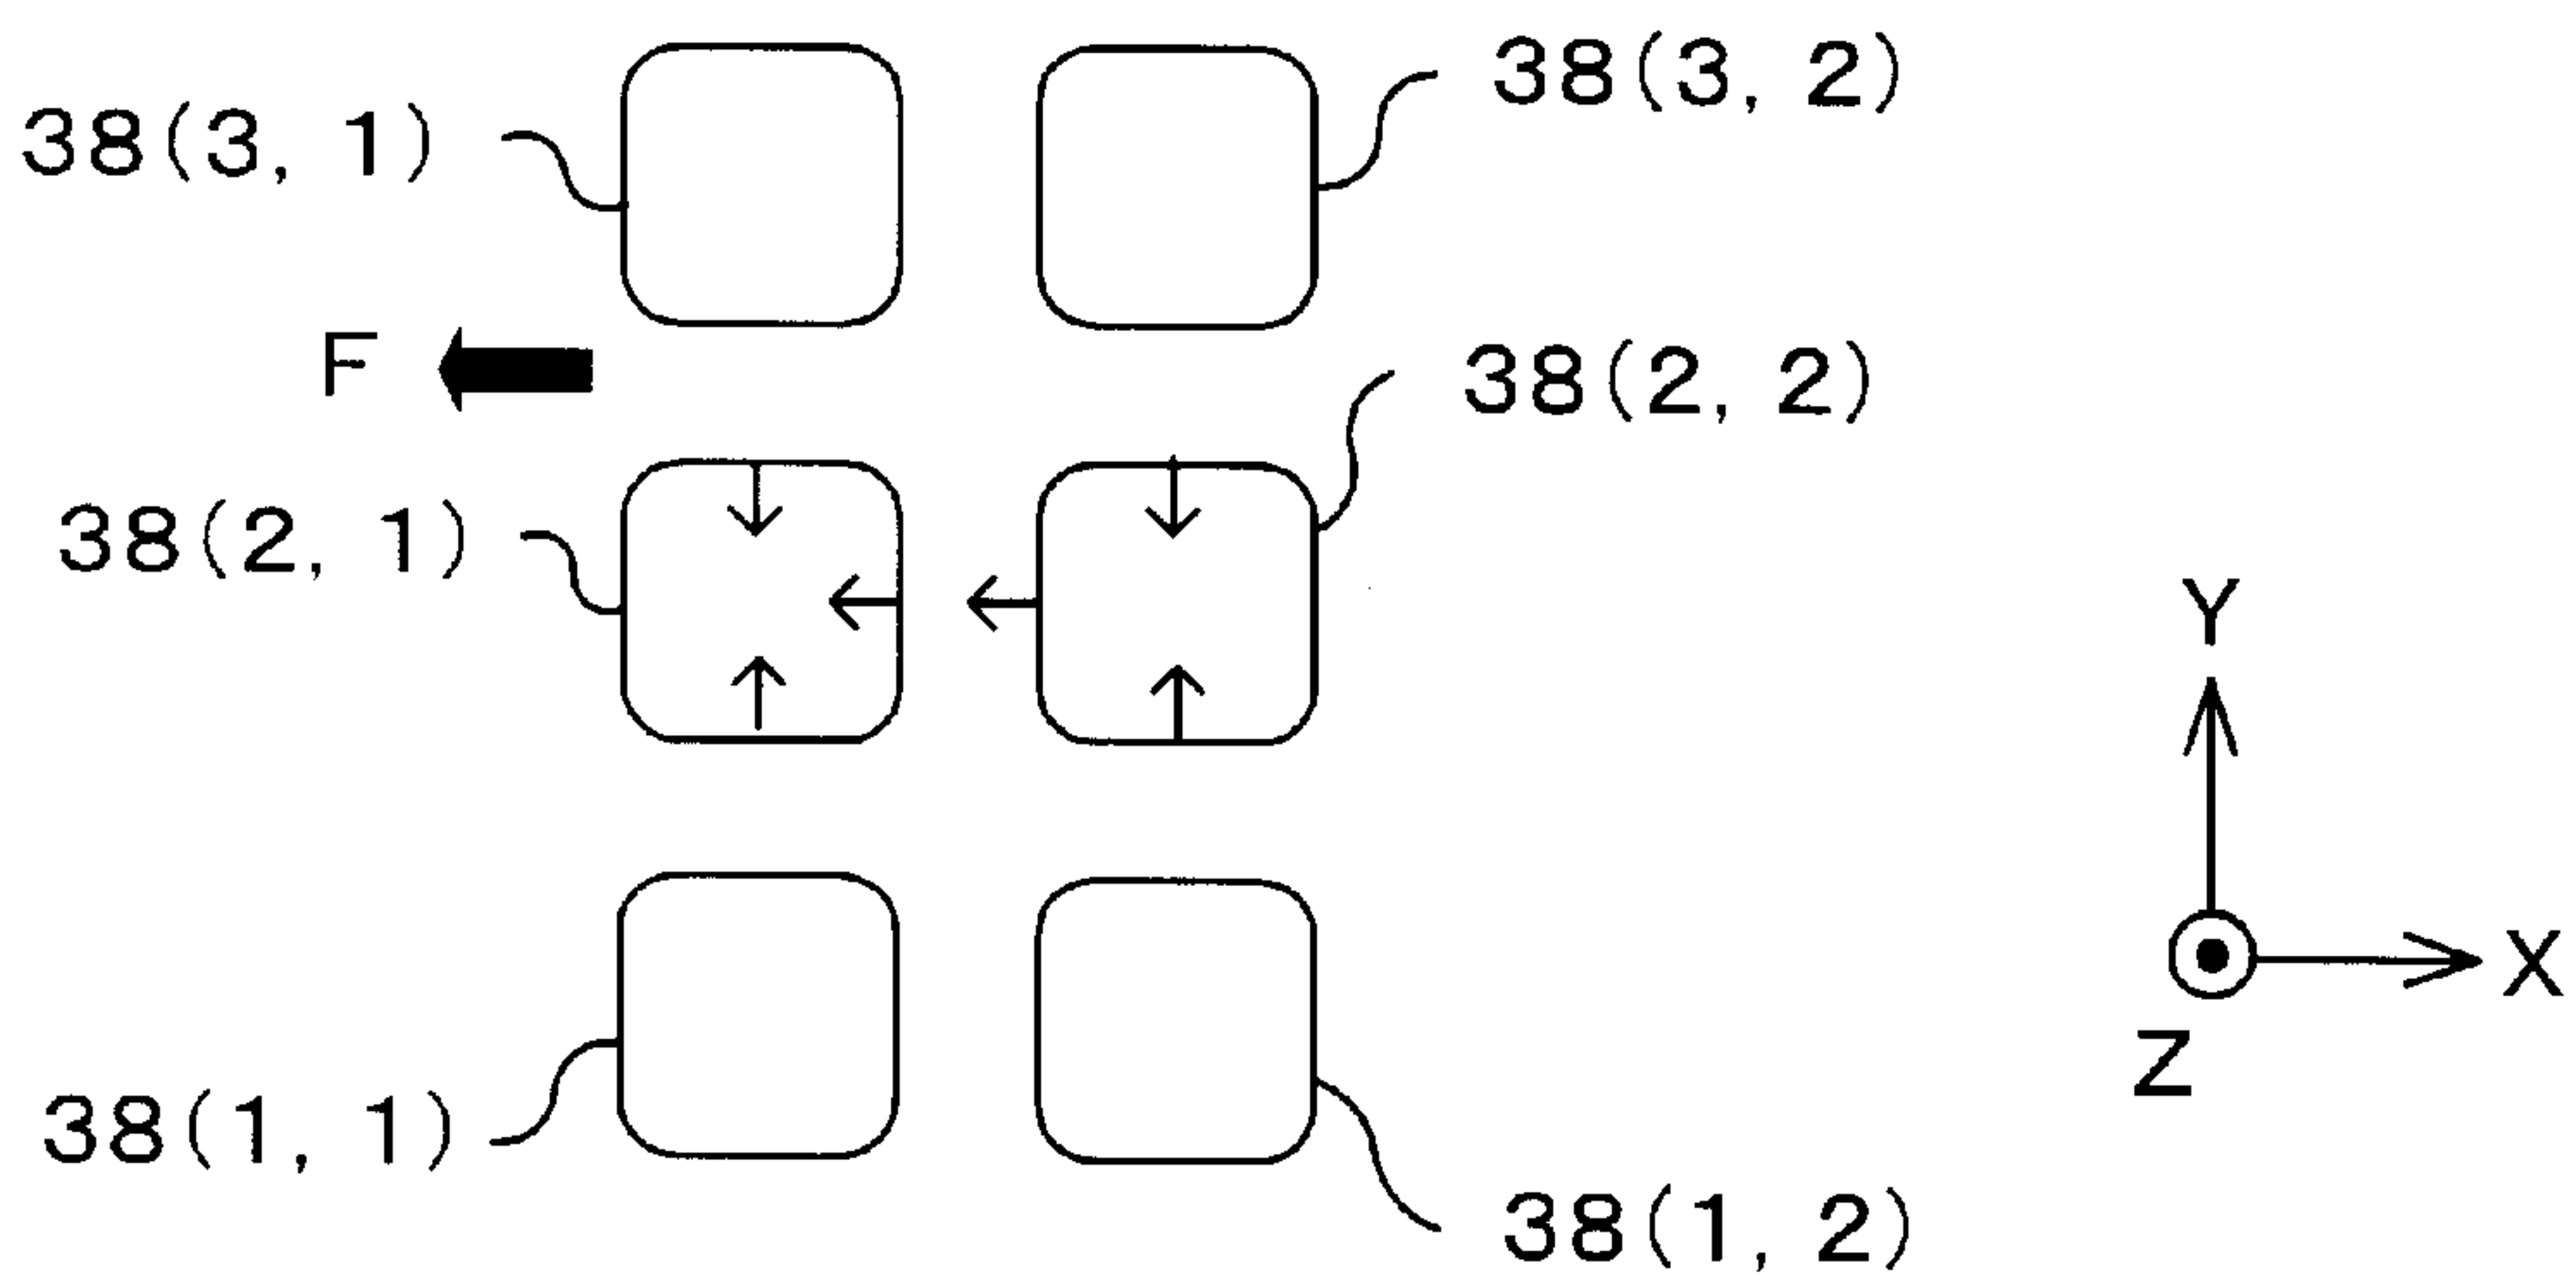 38(3, 2)
38(3, 1)
F
38(2, 2)
38(2, 1)
Y
X
Z
38(1, 1)
38(1, 2)